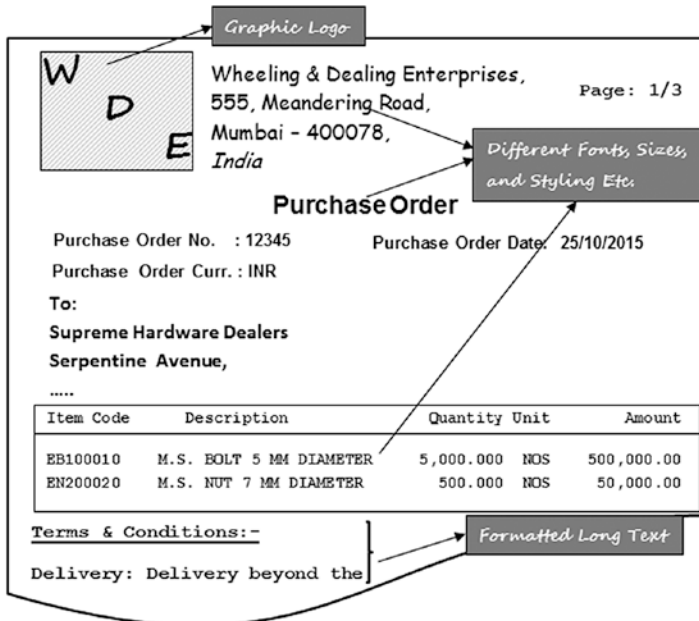 Graphic Logo
W
D
E
Wheeling & Dealing Enterprises,
555, Meandering Road,
Mumbai - 400078,
India
Page: 1/3
Different Fonts, Sizes,
and Styling Etc.
Purchase Order
Purchase Order No. : 12345
Purchase Order Date: 25/10/2015
Purchase Order Curr. : INR
To:
Supreme Hardware Dealers
Serpentine Avenue,
.....
Item Code Description Quantity Unit Amount
EB100010 M.S. BOLT 5 MM DIAMETER 5,000.000 NOS 500,000.00
EN200020 M.S. NUT 7 MM DIAMETER 500.000 NOS 50,000.00
Terms & Conditions:-
Formatted Long Text
Delivery: Delivery beyond the